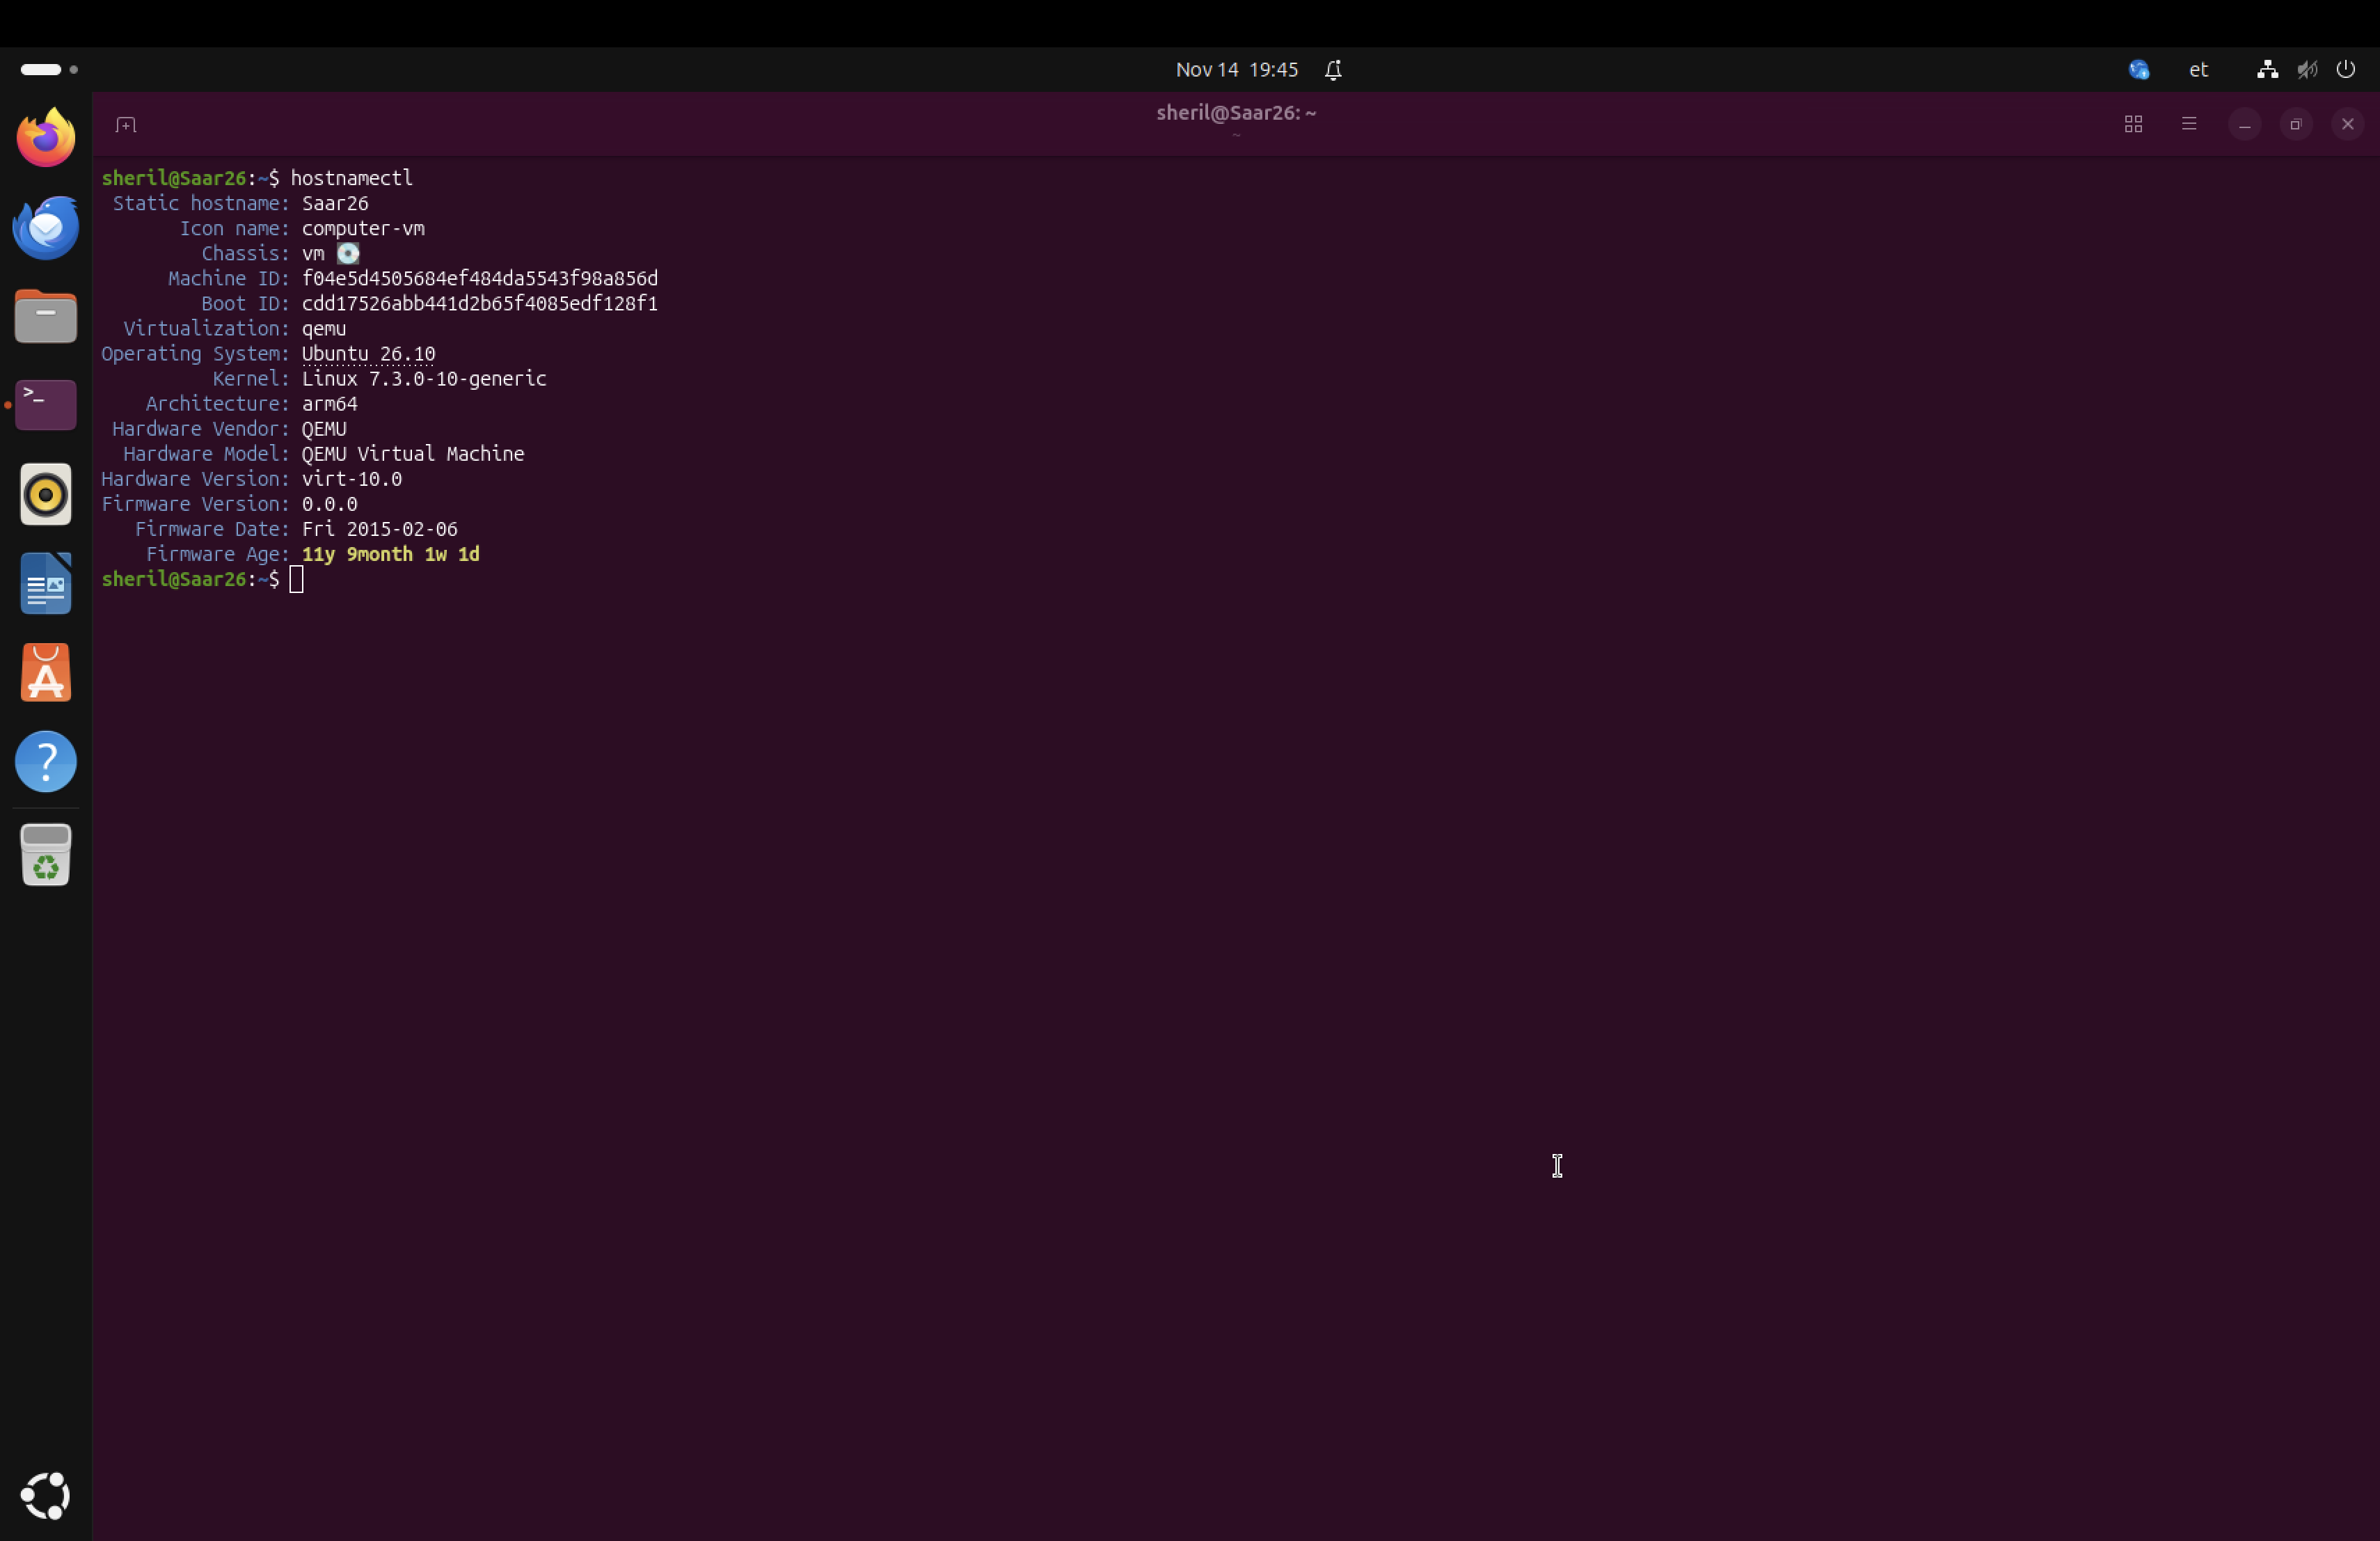 Nov 14 19:45
et
sheril@Saar26: ~
~
sheril@Saar26:~$ hostnamectl
Static hostname: Saar26
Icon name: computer-vm
Chassis: vm
Machine ID: f04e5d4505684ef484da5543f98a856d
Boot ID: cdd17526abb441d2b65f4085edf128f1
Virtualization: qemu
Operating System: Ubuntu 26.10
Kernel: Linux 7.3.0-10-generic
Architecture: arm64
Hardware Vendor: QEMU
Hardware Model: QEMU Virtual Machine
Hardware Version: virt-10.0
Firmware Version: 0.0.0
Firmware Date: Fri 2015-02-06
Firmware Age: 11y 9month 1w 1d
sheril@Saar26:~$